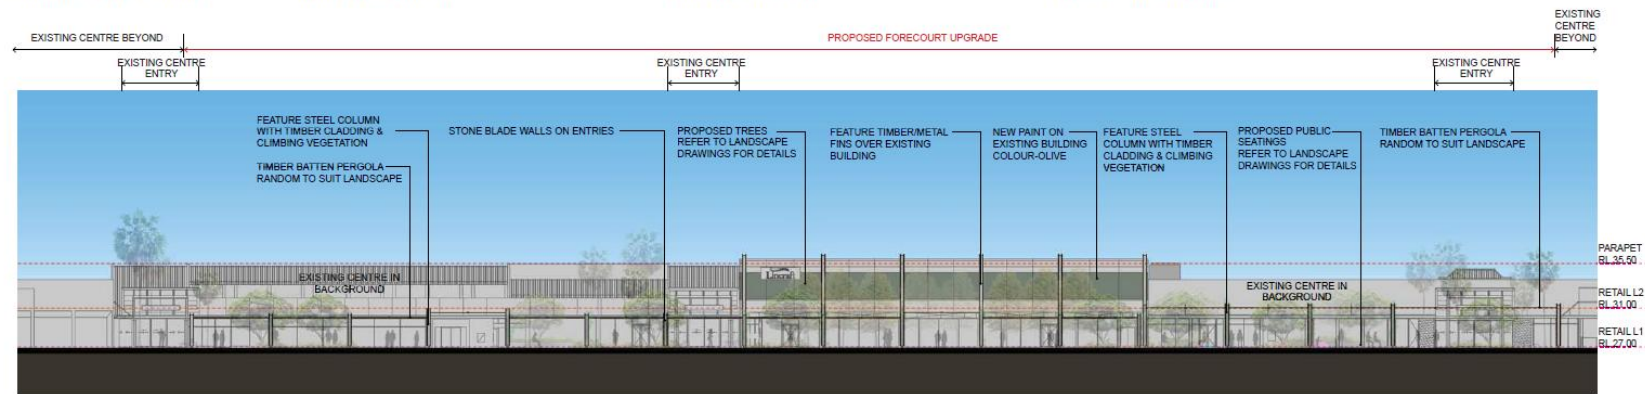 EXISTING CENTRE BEYOND
PROPOSED FORECOURT UPGRADE
EXISTING
CENTRE
BEYOND
EXISTING CENTRE
ENTRY
EXISTING CENTRE
ENTRY
EXISTING CENTRE
ENTRY
FEATURE STEEL COLUMN
WITH TIMBER CLADDING &
CLIMBING VEGETATION
TIMBER BATTEN PERGOLA
RANDOM TO SUIT LANDSCAPE
STONE BLADE WALLS ON ENTRIES
PROPOSED TREES
REFER TO LANDSCAPE
DRAWINGS FOR DETAILS
FEATURE TIMBER/METAL
FINS OVER EXISTING
BUILDING
NEW PAINT ON
EXISTING BUILDING
COLOUR-OLIVE
FEATURE STEEL
COLUMN WITH TIMBER
CLADDING & CLIMBING
VEGETATION
PROPOSED PUBLIC
SEATINGS
REFER TO LANDSCAPE
DRAWINGS FOR DETAILS
TIMBER BATTEN PERGOLA
RANDOM TO SUIT LANDSCAPE
EXISTING CENTRE IN
BACKGROUND
EXISTING CENTRE IN
BACKGROUND
PARAPET
RL.35.50
RETAIL L2
RL.31.00
RETAIL L1
RL.27.00